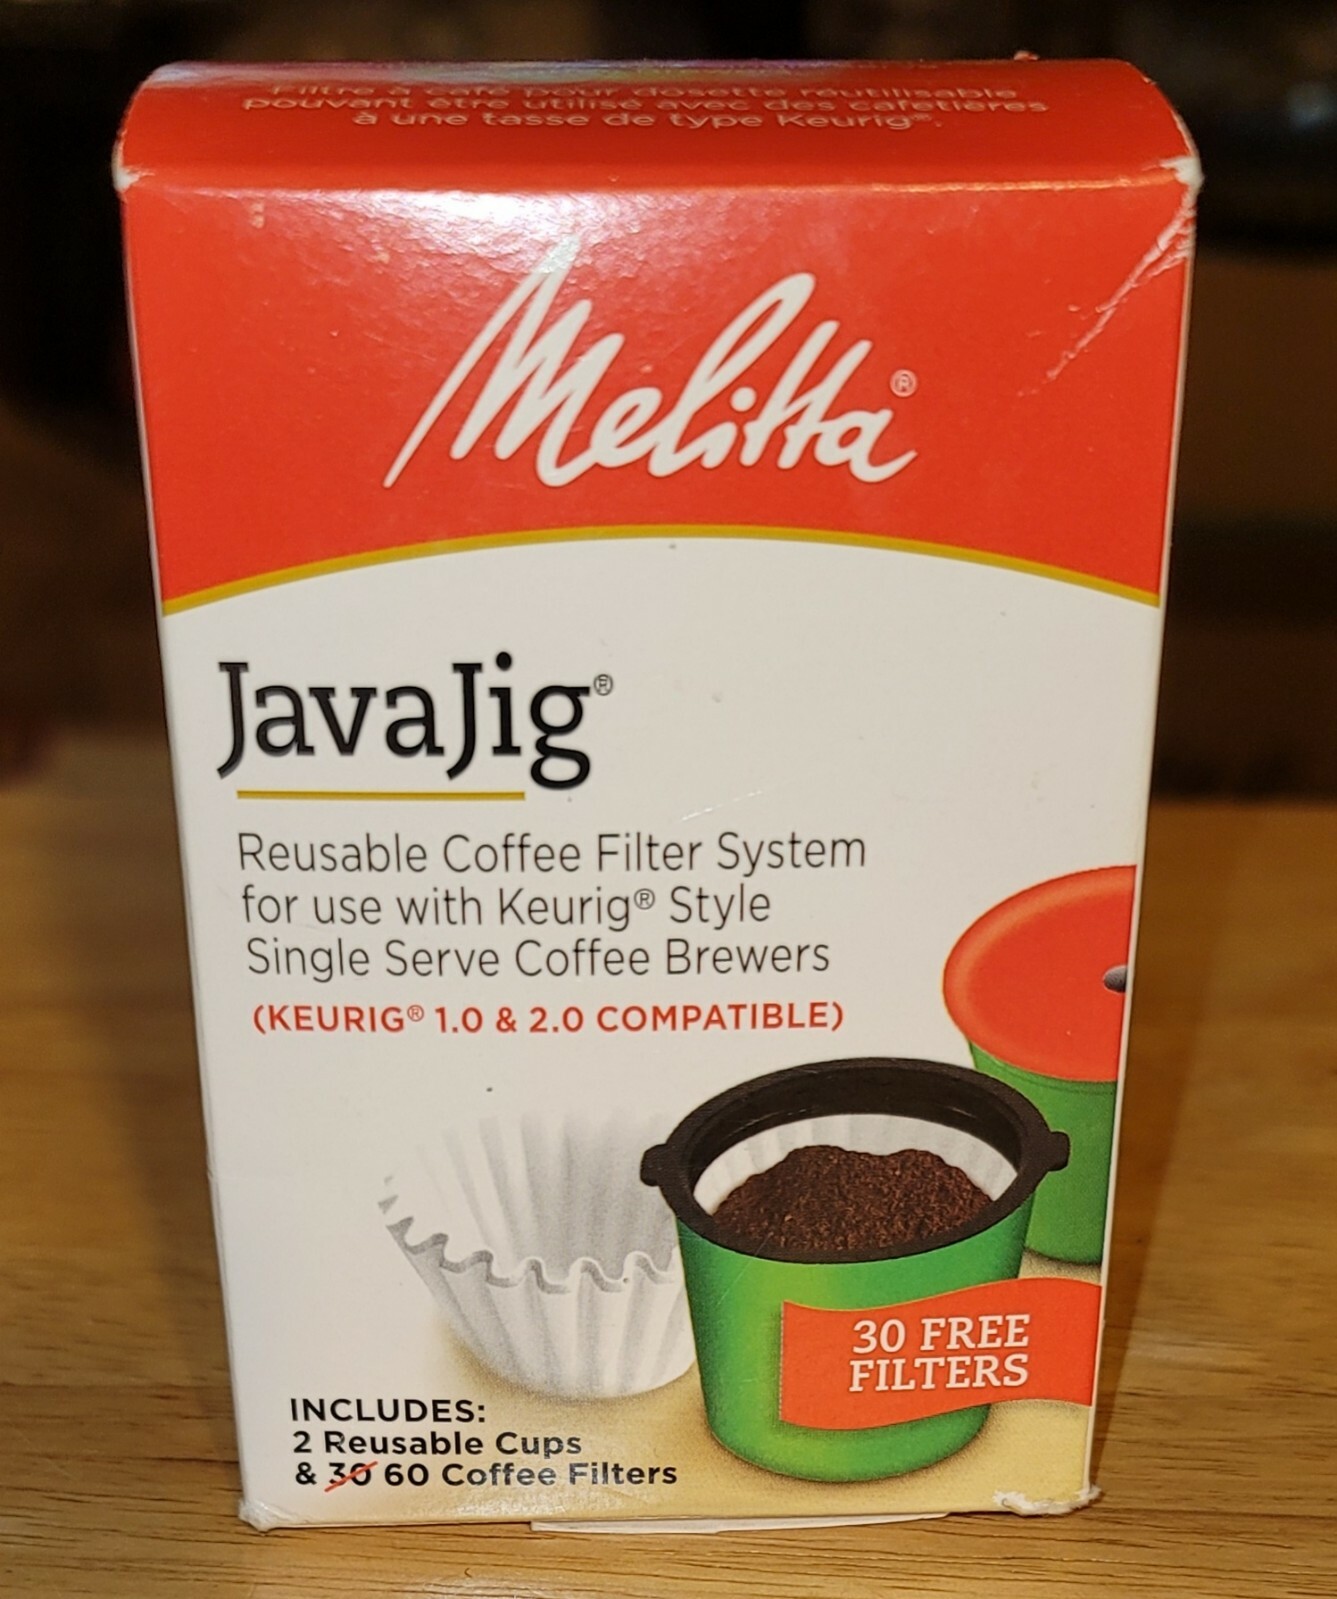 Filtre à café pour dosette réutilisable
pouvant être utilisé avec des cafetières
à une tasse de type Keurig®.
Melitta®
JavaJig®
Reusable Coffee Filter System
for use with Keurig® Style
Single Serve Coffee Brewers
(KEURIG® 1.0 & 2.0 COMPATIBLE)
30 FREE
FILTERS
INCLUDES:
2 Reusable Cups
& 30 60 Coffee Filters